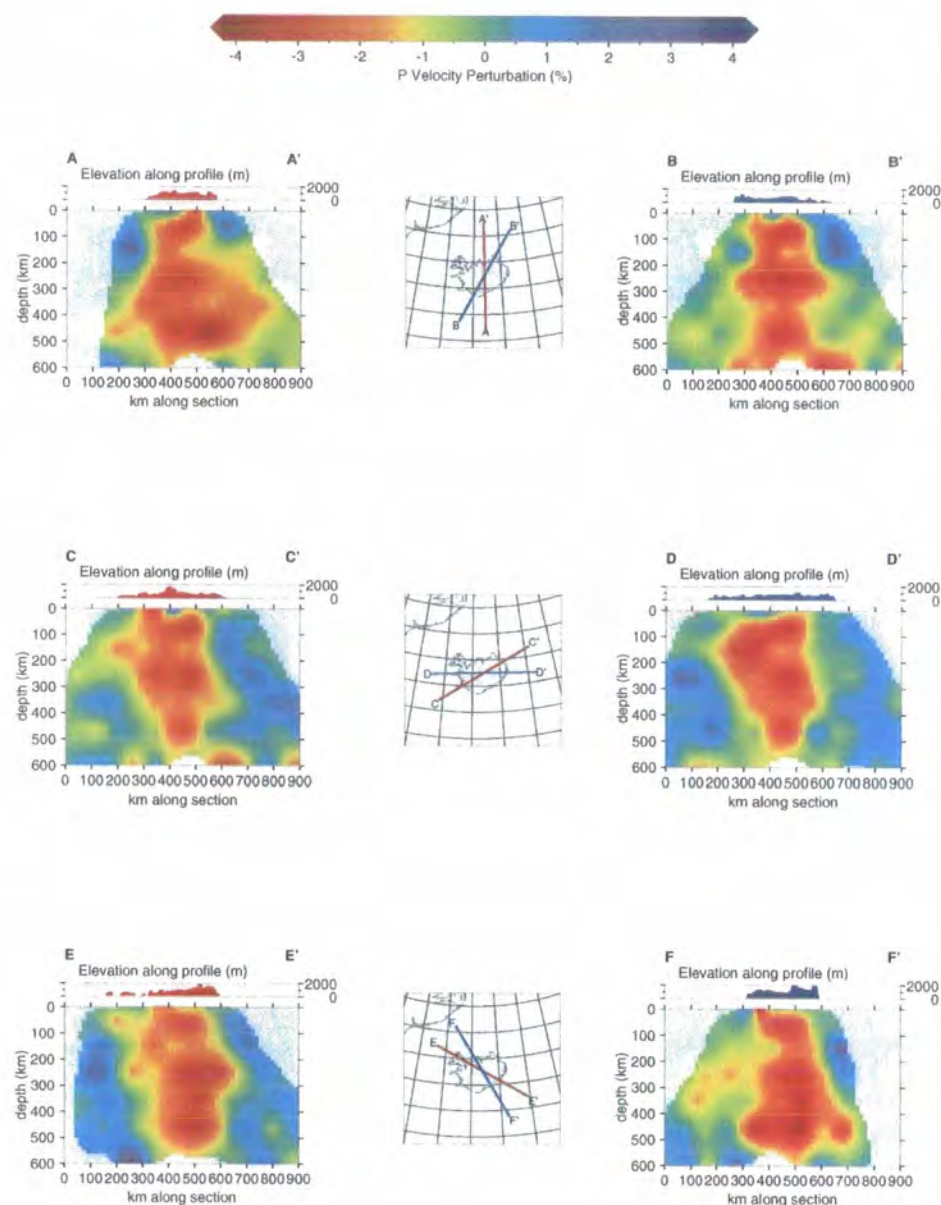 -4 -3 -2 -1 0 1 2 3 4
P Velocity Perturbation (%)
A A'
Elevation along profile (m)
2000
0
0
100
200
300
400
500
600
depth (km)
0 100 200 300 400 500 600 700 800 900
km along section
A'
B'
B
A
B B'
Elevation along profile (m)
2000
0
0
100
200
300
400
500
600
depth (km)
0 100 200 300 400 500 600 700 800 900
km along section
C C'
Elevation along profile (m)
2000
0
0
100
200
300
400
500
600
depth (km)
0 100 200 300 400 500 600 700 800 900
km along section
C'
D D'
C
D D'
Elevation along profile (m)
2000
0
0
100
200
300
400
500
600
depth (km)
0 100 200 300 400 500 600 700 800 900
km along section
E E'
Elevation along profile (m)
2000
0
0
100
200
300
400
500
600
depth (km)
0 100 200 300 400 500 600 700 800 900
km along section
F
E
E'
F'
F F'
Elevation along profile (m)
2000
0
0
100
200
300
400
500
600
depth (km)
0 100 200 300 400 500 600 700 800 900
km along section